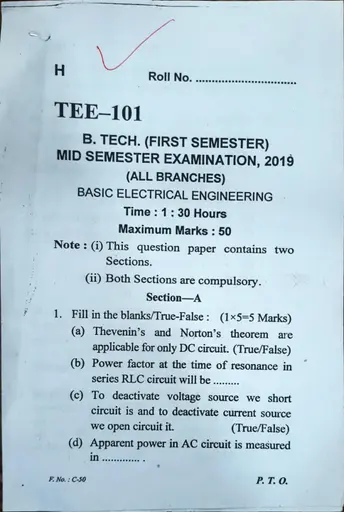 H
Roll No. ..............................
TEE–101
B. TECH. (FIRST SEMESTER)
MID SEMESTER EXAMINATION, 2019
(ALL BRANCHES)
BASIC ELECTRICAL ENGINEERING
Time : 1 : 30 Hours
Maximum Marks : 50
Note : (i) This question paper contains two
Sections.
(ii) Both Sections are compulsory.
Section—A
1. Fill in the blanks/True-False : (1×5=5 Marks)
(a) Thevenin's and Norton's theorem are
applicable for only DC circuit. (True/False)
(b) Power factor at the time of resonance in
series RLC circuit will be .........
(c) To deactivate voltage source we short
circuit is and to deactivate current source
we open circuit it. (True/False)
(d) Apparent power in AC circuit is measured
in ............. .
F. No. : C-50
P. T. O.